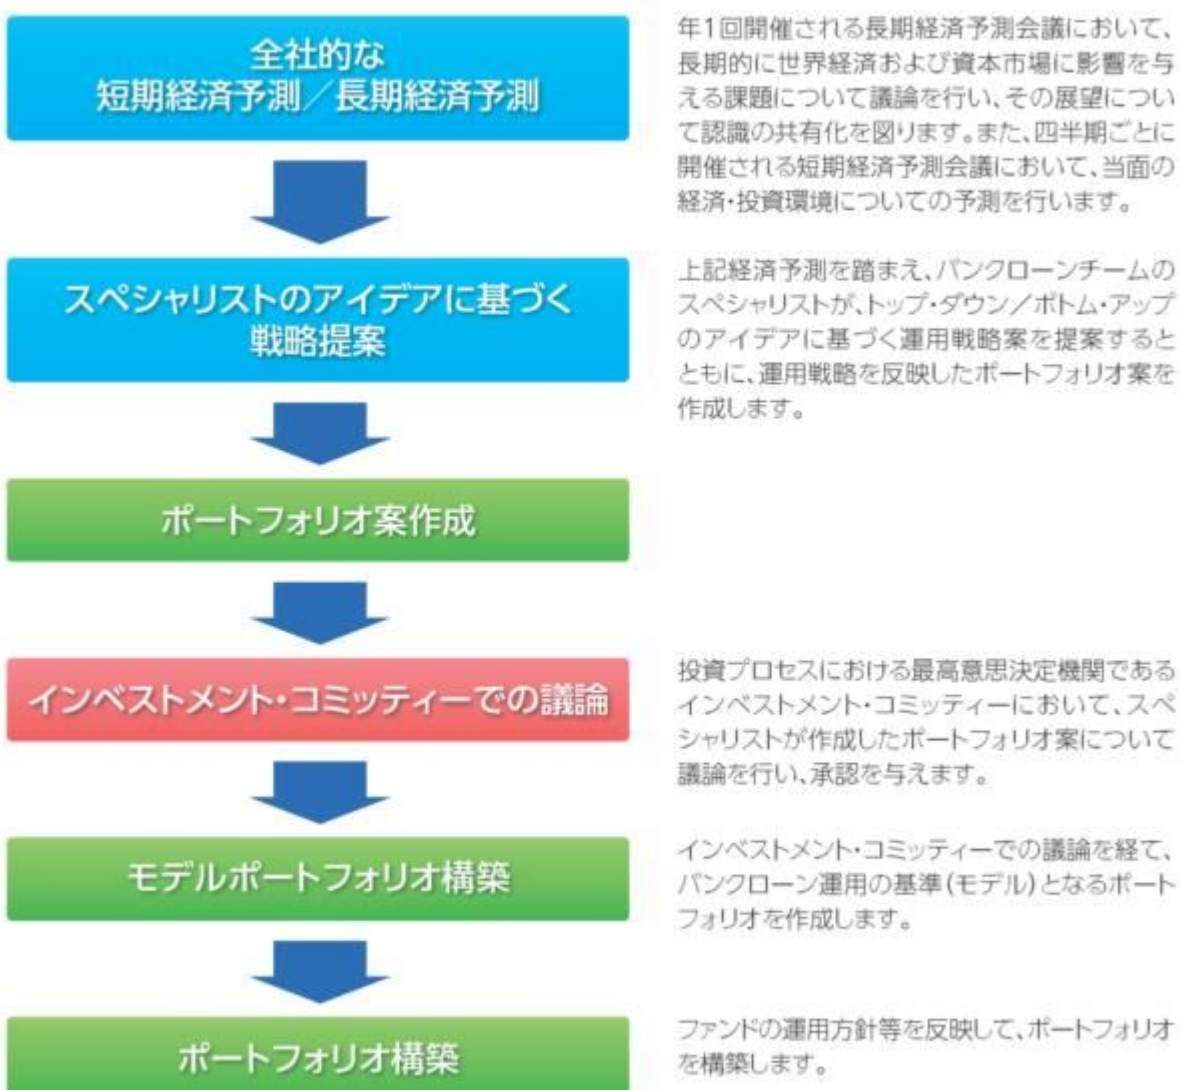 全社的な
短期経済予測／長期経済予測
年1回開催される長期経済予測会議において、
長期的に世界経済および資本市場に影響を与
える課題について議論を行い、その展望につい
て認識の共有化を図ります。また、四半期ごとに
開催される短期経済予測会議において、当面の
経済・投資環境についての予測を行います。
スペシャリストのアイデアに基づく
戦略提案
上記経済予測を踏まえ、バンクローンチームの
スペシャリストが、トップ・ダウン／ボトム・アップ
のアイデアに基づく運用戦略案を提案すると
ともに、運用戦略を反映したポートフォリオ案を
作成します。
ポートフォリオ案作成
インベストメント・コミッティーでの議論
投資プロセスにおける最高意思決定機関である
インベストメント・コミッティーにおいて、スペ
シャリストが作成したポートフォリオ案について
議論を行い、承認を与えます。
モデルポートフォリオ構築
インベストメント・コミッティーでの議論を経て、
バンクローン運用の基準(モデル)となるポート
フォリオを作成します。
ポートフォリオ構築
ファンドの運用方針等を反映して、ポートフォリオ
を構築します。